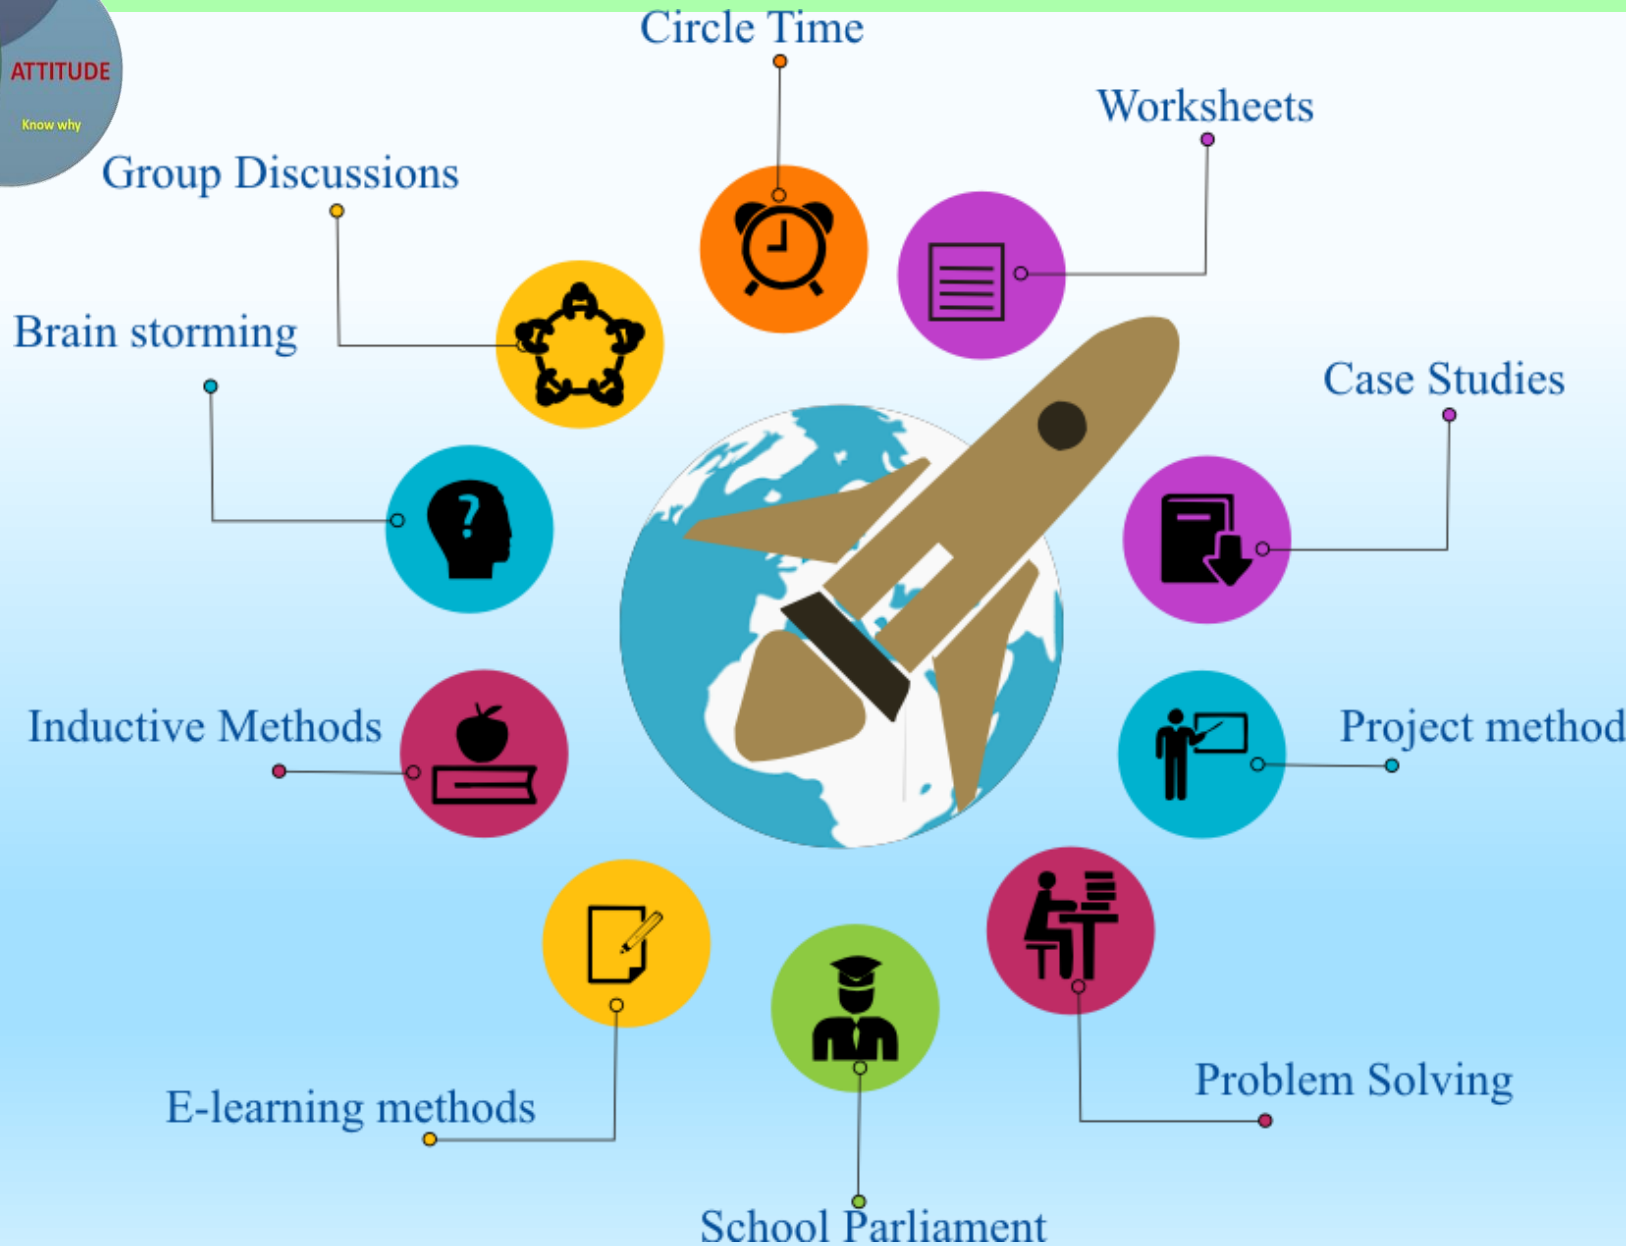 Circle Time
ATTITUDE
Know why
Worksheets
Group Discussions
Brain storming
?
Case Studies
Inductive Methods
Project method
E-learning methods
Problem Solving
School Parliament